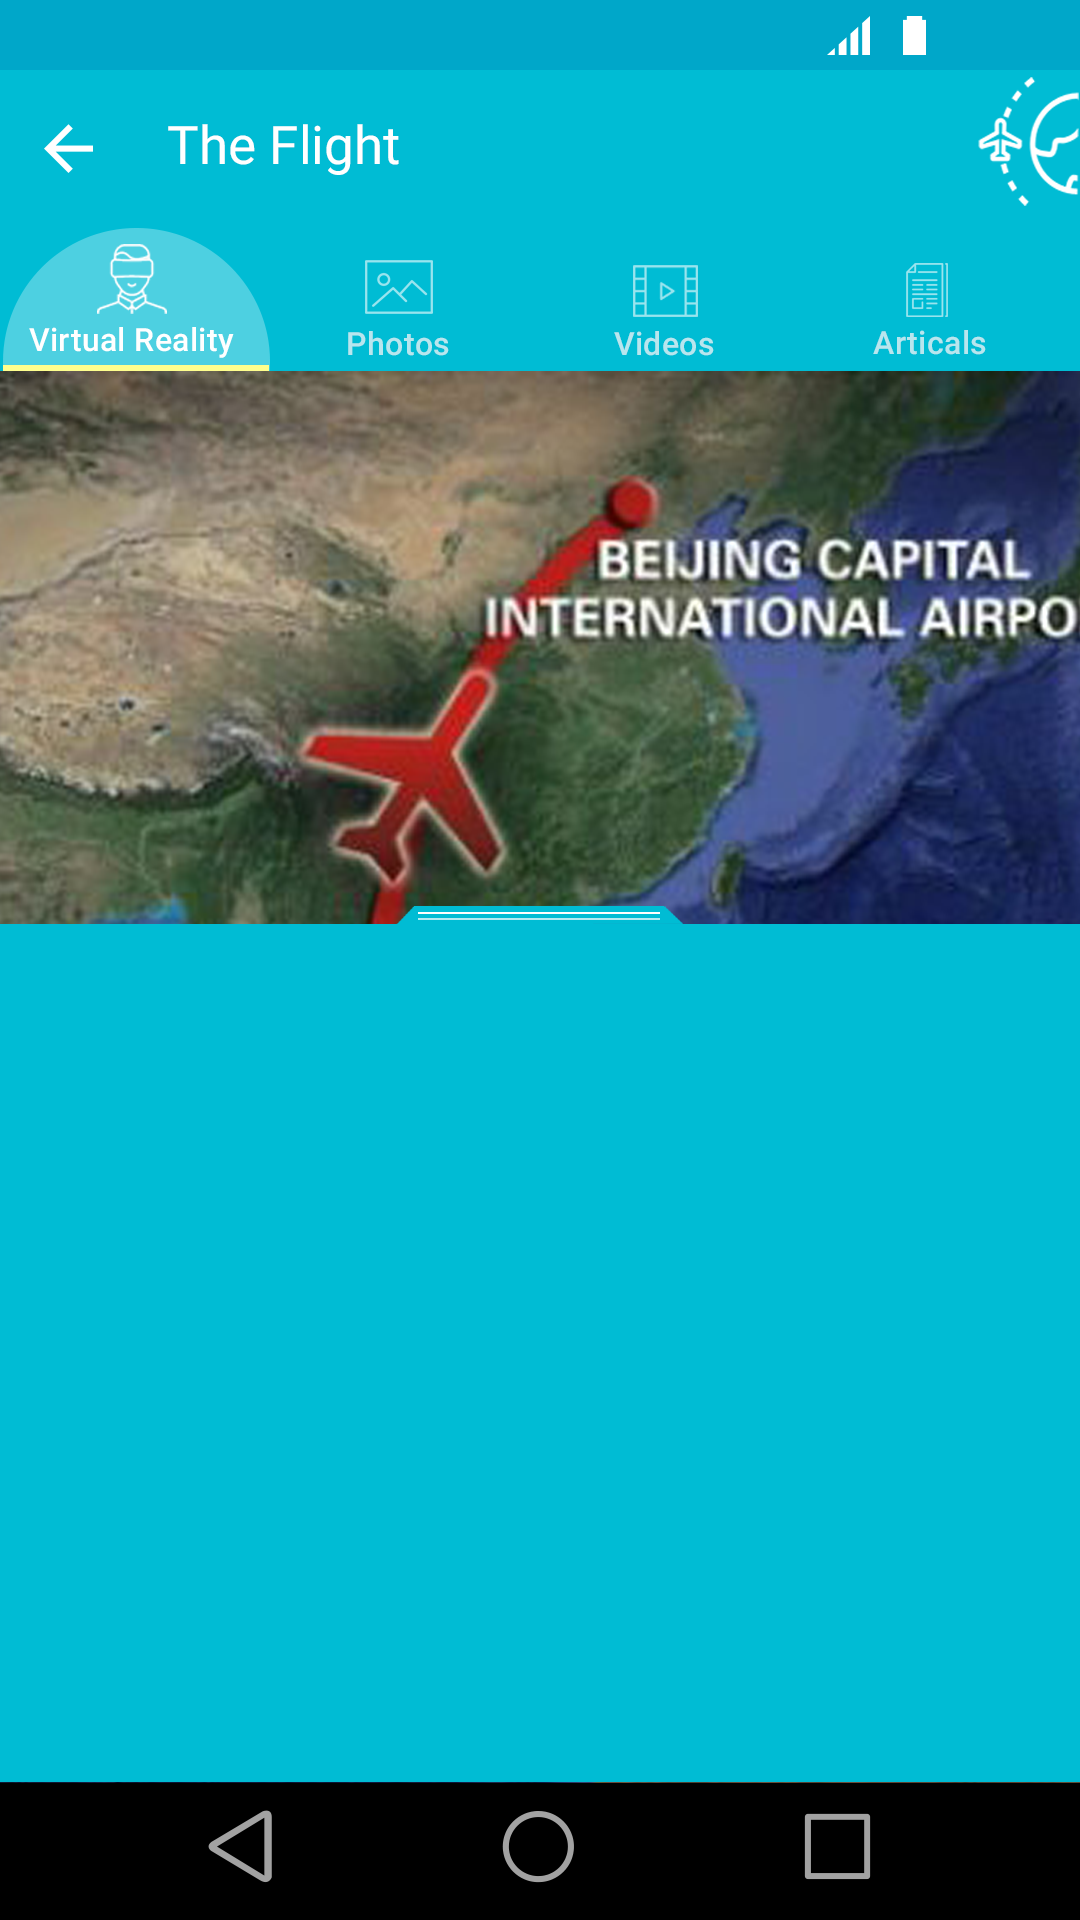 The Flight
Virtual Reality
Photos
Videos
Articals
BEIJING CAPITAL
INTERNATIONAL AIRPO